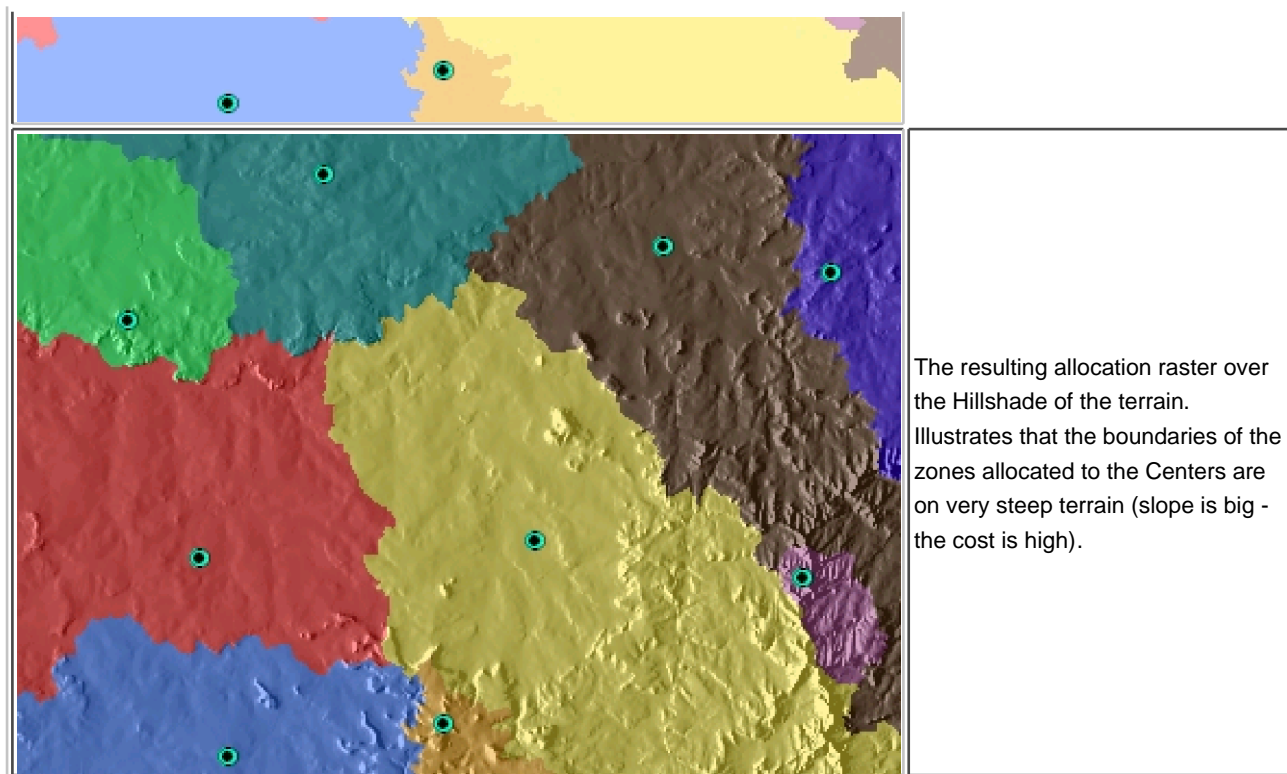 The resulting allocation raster over
the Hillshade of the terrain.
Illustrates that the boundaries of the
zones allocated to the Centers are
on very steep terrain (slope is big -
the cost is high).